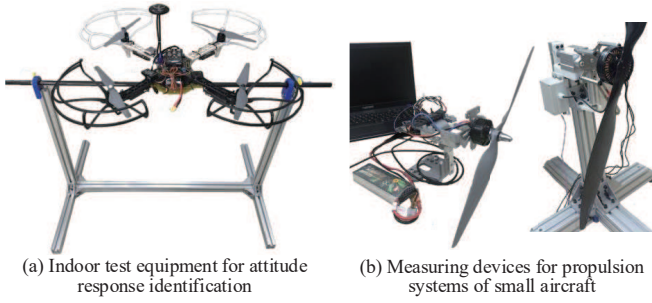 (a) Indoor test equipment for attitude
response identification
(b) Measuring devices for propulsion
systems of small aircraft